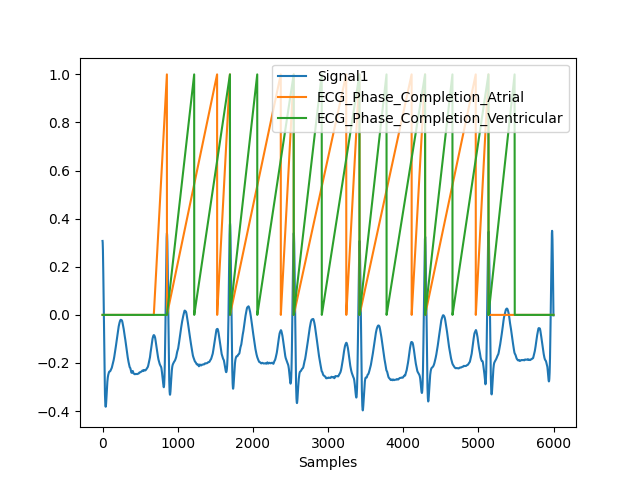 Signal1
ECG_Phase_Completion_Atrial
ECG_Phase_Completion_Ventricular
1.0
0.8
0.6
0.4
0.2
0.0
−0.2
−0.4
0 1000 2000 3000 4000 5000 6000
Samples